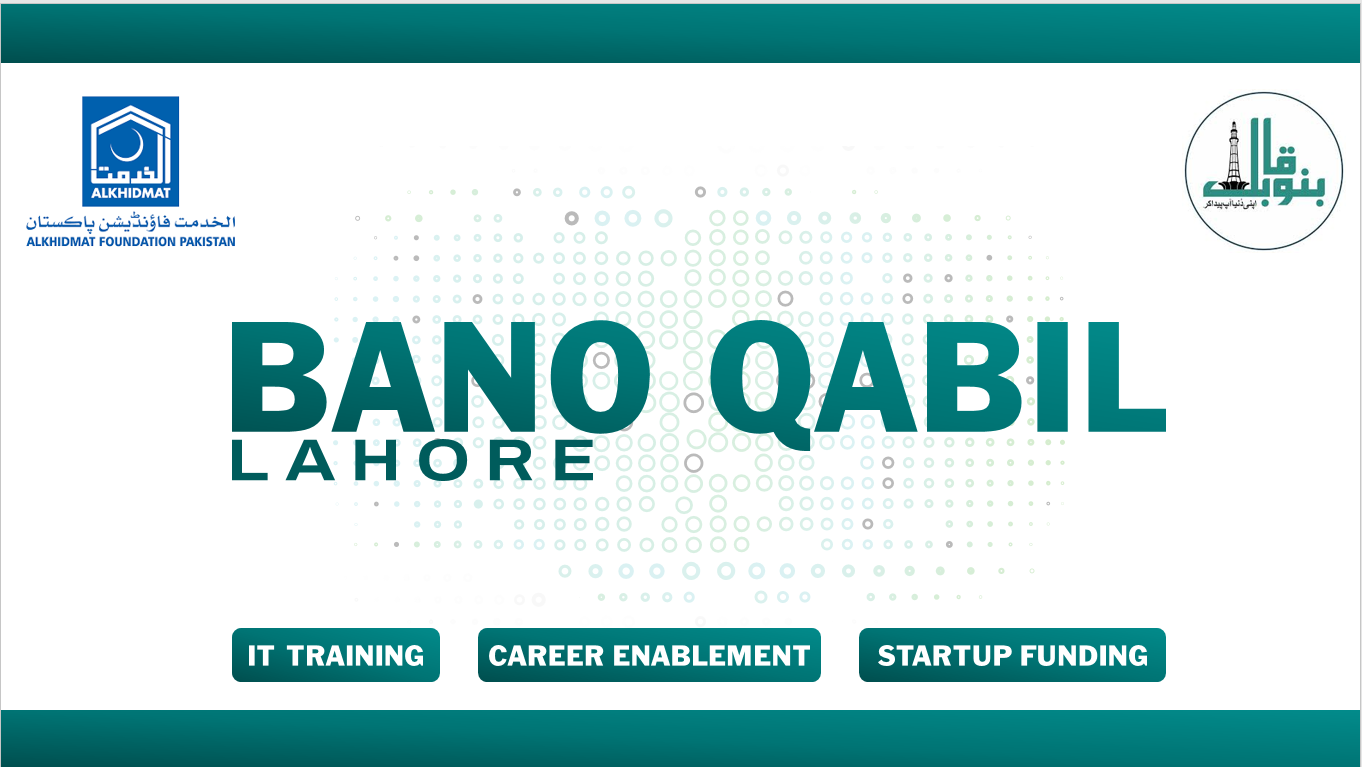 الخدمت
ALKHIDMAT
الخدمت فاؤنڈیشن پاکستان
ALKHIDMAT FOUNDATION PAKISTAN
بنو قابل
اپنی دُنیا آپ پیدا کر
BANO QABIL
LAHORE
IT TRAINING
CAREER ENABLEMENT
STARTUP FUNDING